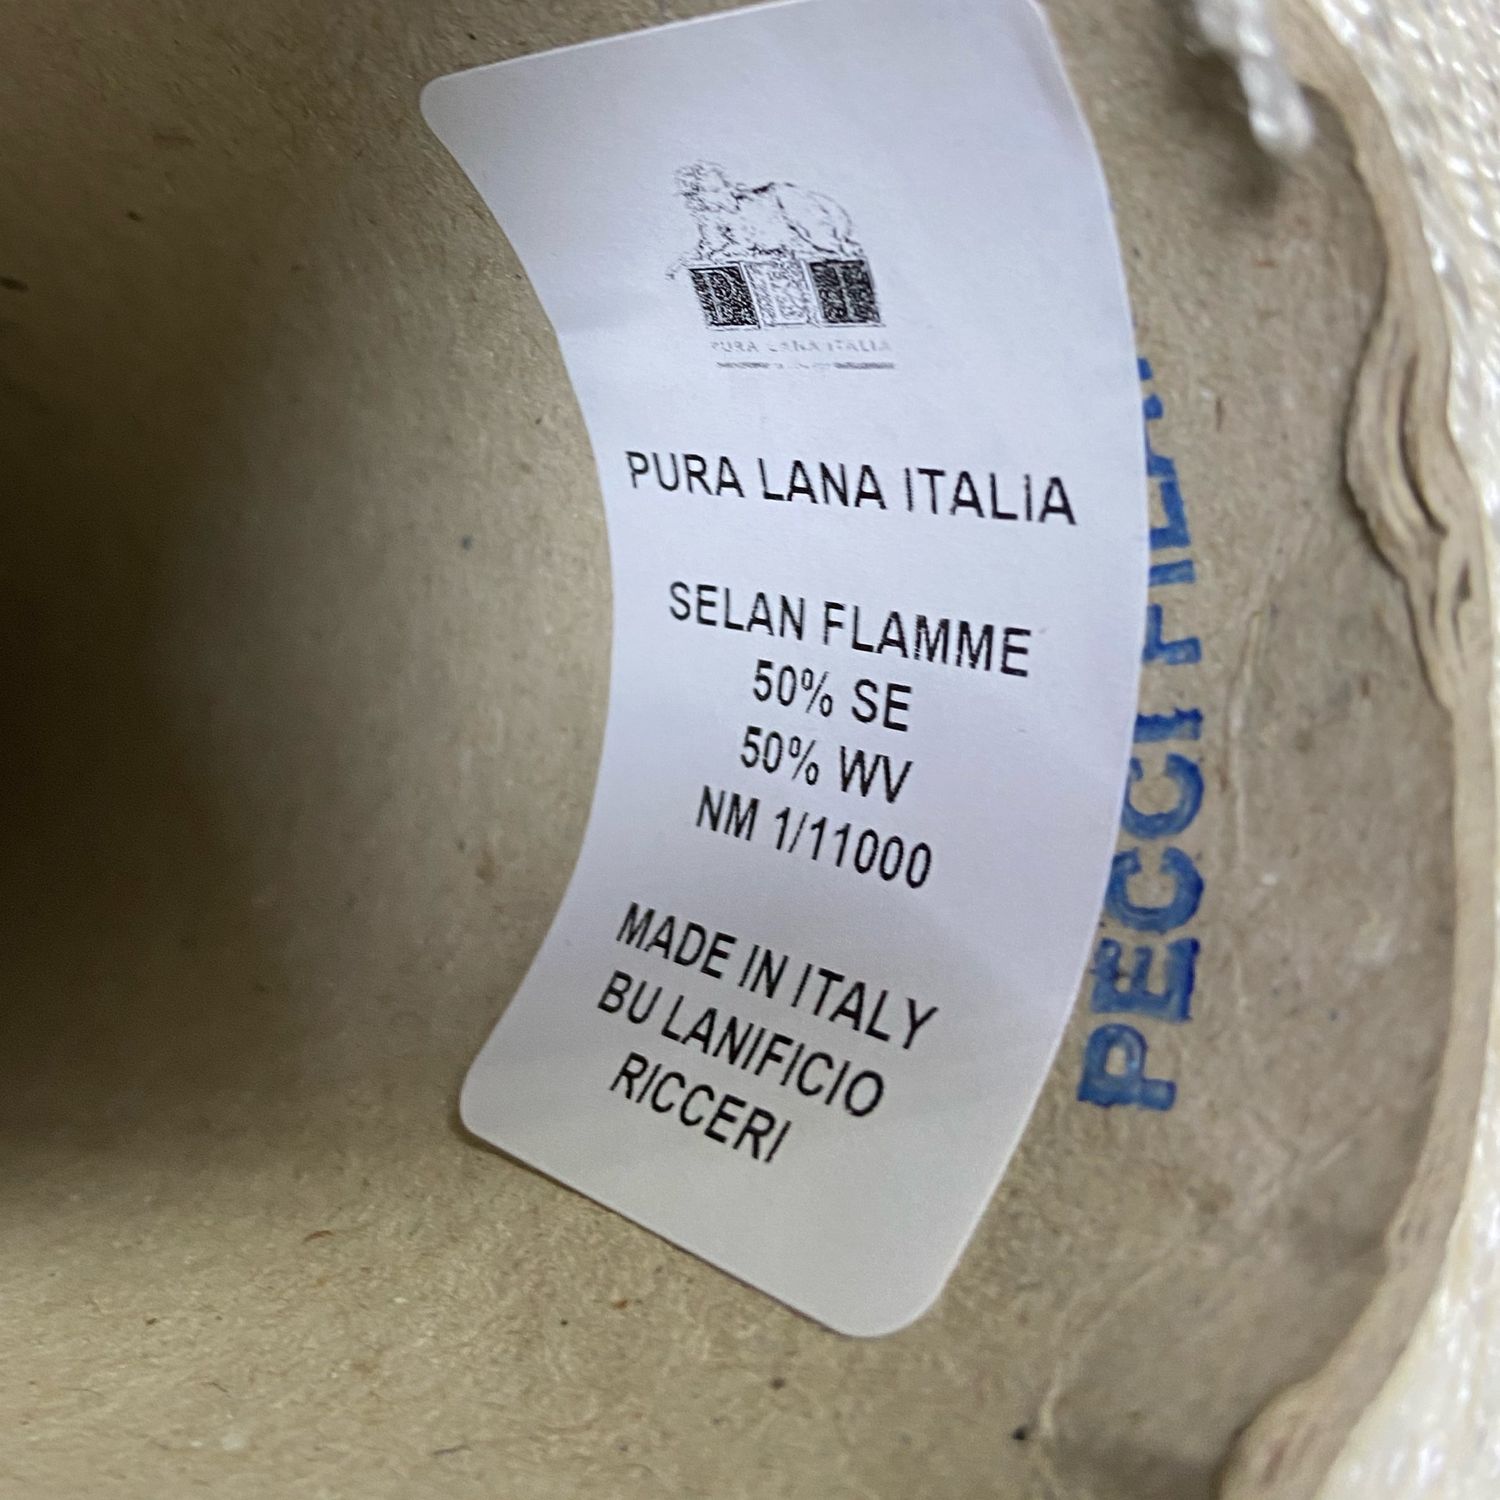 PURA LANA ITALIA
PURA LANA ITALIA
SELAN FLAMME
50% SE
50% WV
NM 1/11000
MADE IN ITALY
BU LANIFICIO
RICCERI
PECCI